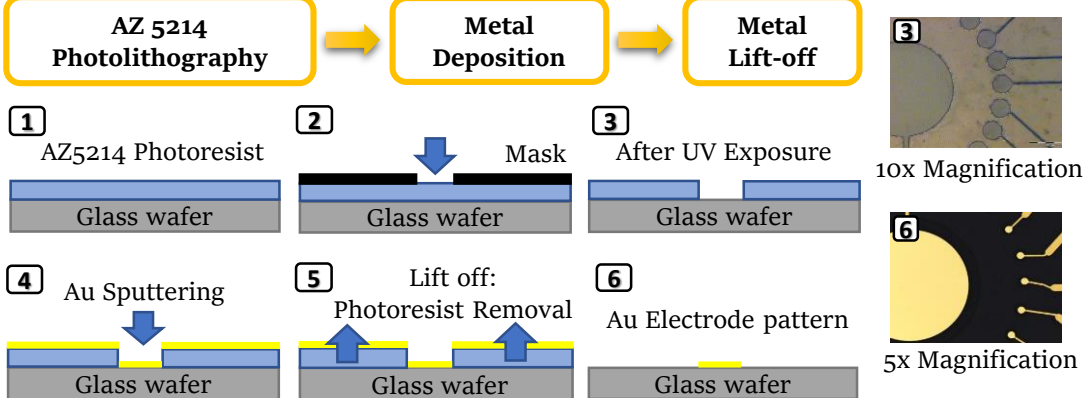 AZ 5214
Photolithography
Metal
Deposition
Metal
Lift-off
1
AZ5214 Photoresist
Glass wafer
2
Mask
Glass wafer
3
After UV Exposure
Glass wafer
3
10x Magnification
4
Au Sputtering
Glass wafer
5
Lift off:
Photoresist Removal
Glass wafer
6
Au Electrode pattern
Glass wafer
6
5x Magnification